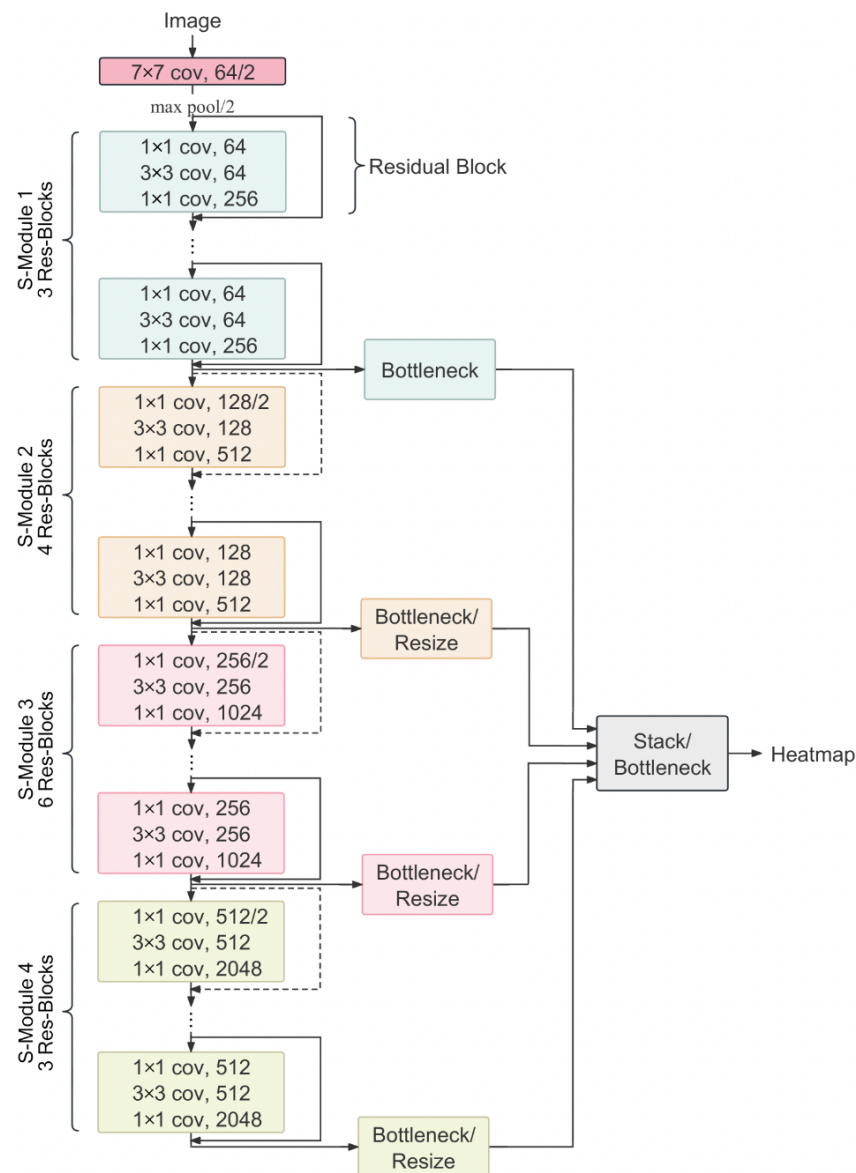 Image
7×7 cov, 64/2
max pool/2
S-Module 1
3 Res-Blocks
1×1 cov, 64
3×3 cov, 64
1×1 cov, 256
Residual Block
⋮
1×1 cov, 64
3×3 cov, 64
1×1 cov, 256
Bottleneck
S-Module 2
4 Res-Blocks
1×1 cov, 128/2
3×3 cov, 128
1×1 cov, 512
⋮
1×1 cov, 128
3×3 cov, 128
1×1 cov, 512
Bottleneck/
Resize
S-Module 3
6 Res-Blocks
1×1 cov, 256/2
3×3 cov, 256
1×1 cov, 1024
⋮
1×1 cov, 256
3×3 cov, 256
1×1 cov, 1024
Bottleneck/
Resize
Stack/
Bottleneck
Heatmap
S-Module 4
3 Res-Blocks
1×1 cov, 512/2
3×3 cov, 512
1×1 cov, 2048
⋮
1×1 cov, 512
3×3 cov, 512
1×1 cov, 2048
Bottleneck/
Resize